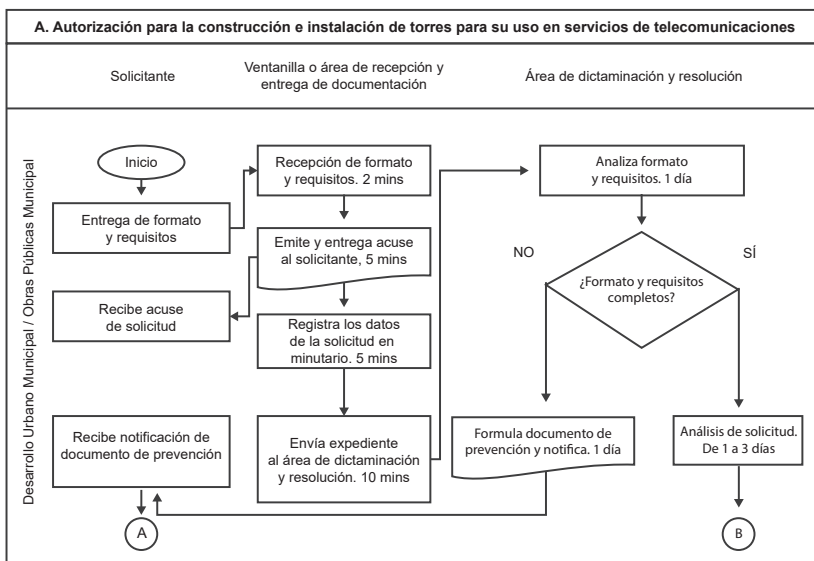 A. Autorización para la construcción e instalación de torres para su uso en servicios de telecomunicaciones
Solicitante
Ventanilla o área de recepción y
entrega de documentación
Área de dictaminación y resolución
Desarrollo Urbano Municipal / Obras Públicas Municipal
Inicio
Entrega de formato
y requisitos
Recepción de formato
y requisitos. 2 mins
Emite y entrega acuse
al solicitante, 5 mins
Recibe acuse
de solicitud
Registra los datos
de la solicitud en
minutario. 5 mins
Envía expediente
al área de dictaminación
y resolución. 10 mins
Analiza formato
y requisitos. 1 día
¿Formato y requisitos
completos?
NO
SÍ
Formula documento de
prevención y notifica. 1 día
Análisis de solicitud.
De 1 a 3 días
Recibe notificación de
documento de prevención
A
B